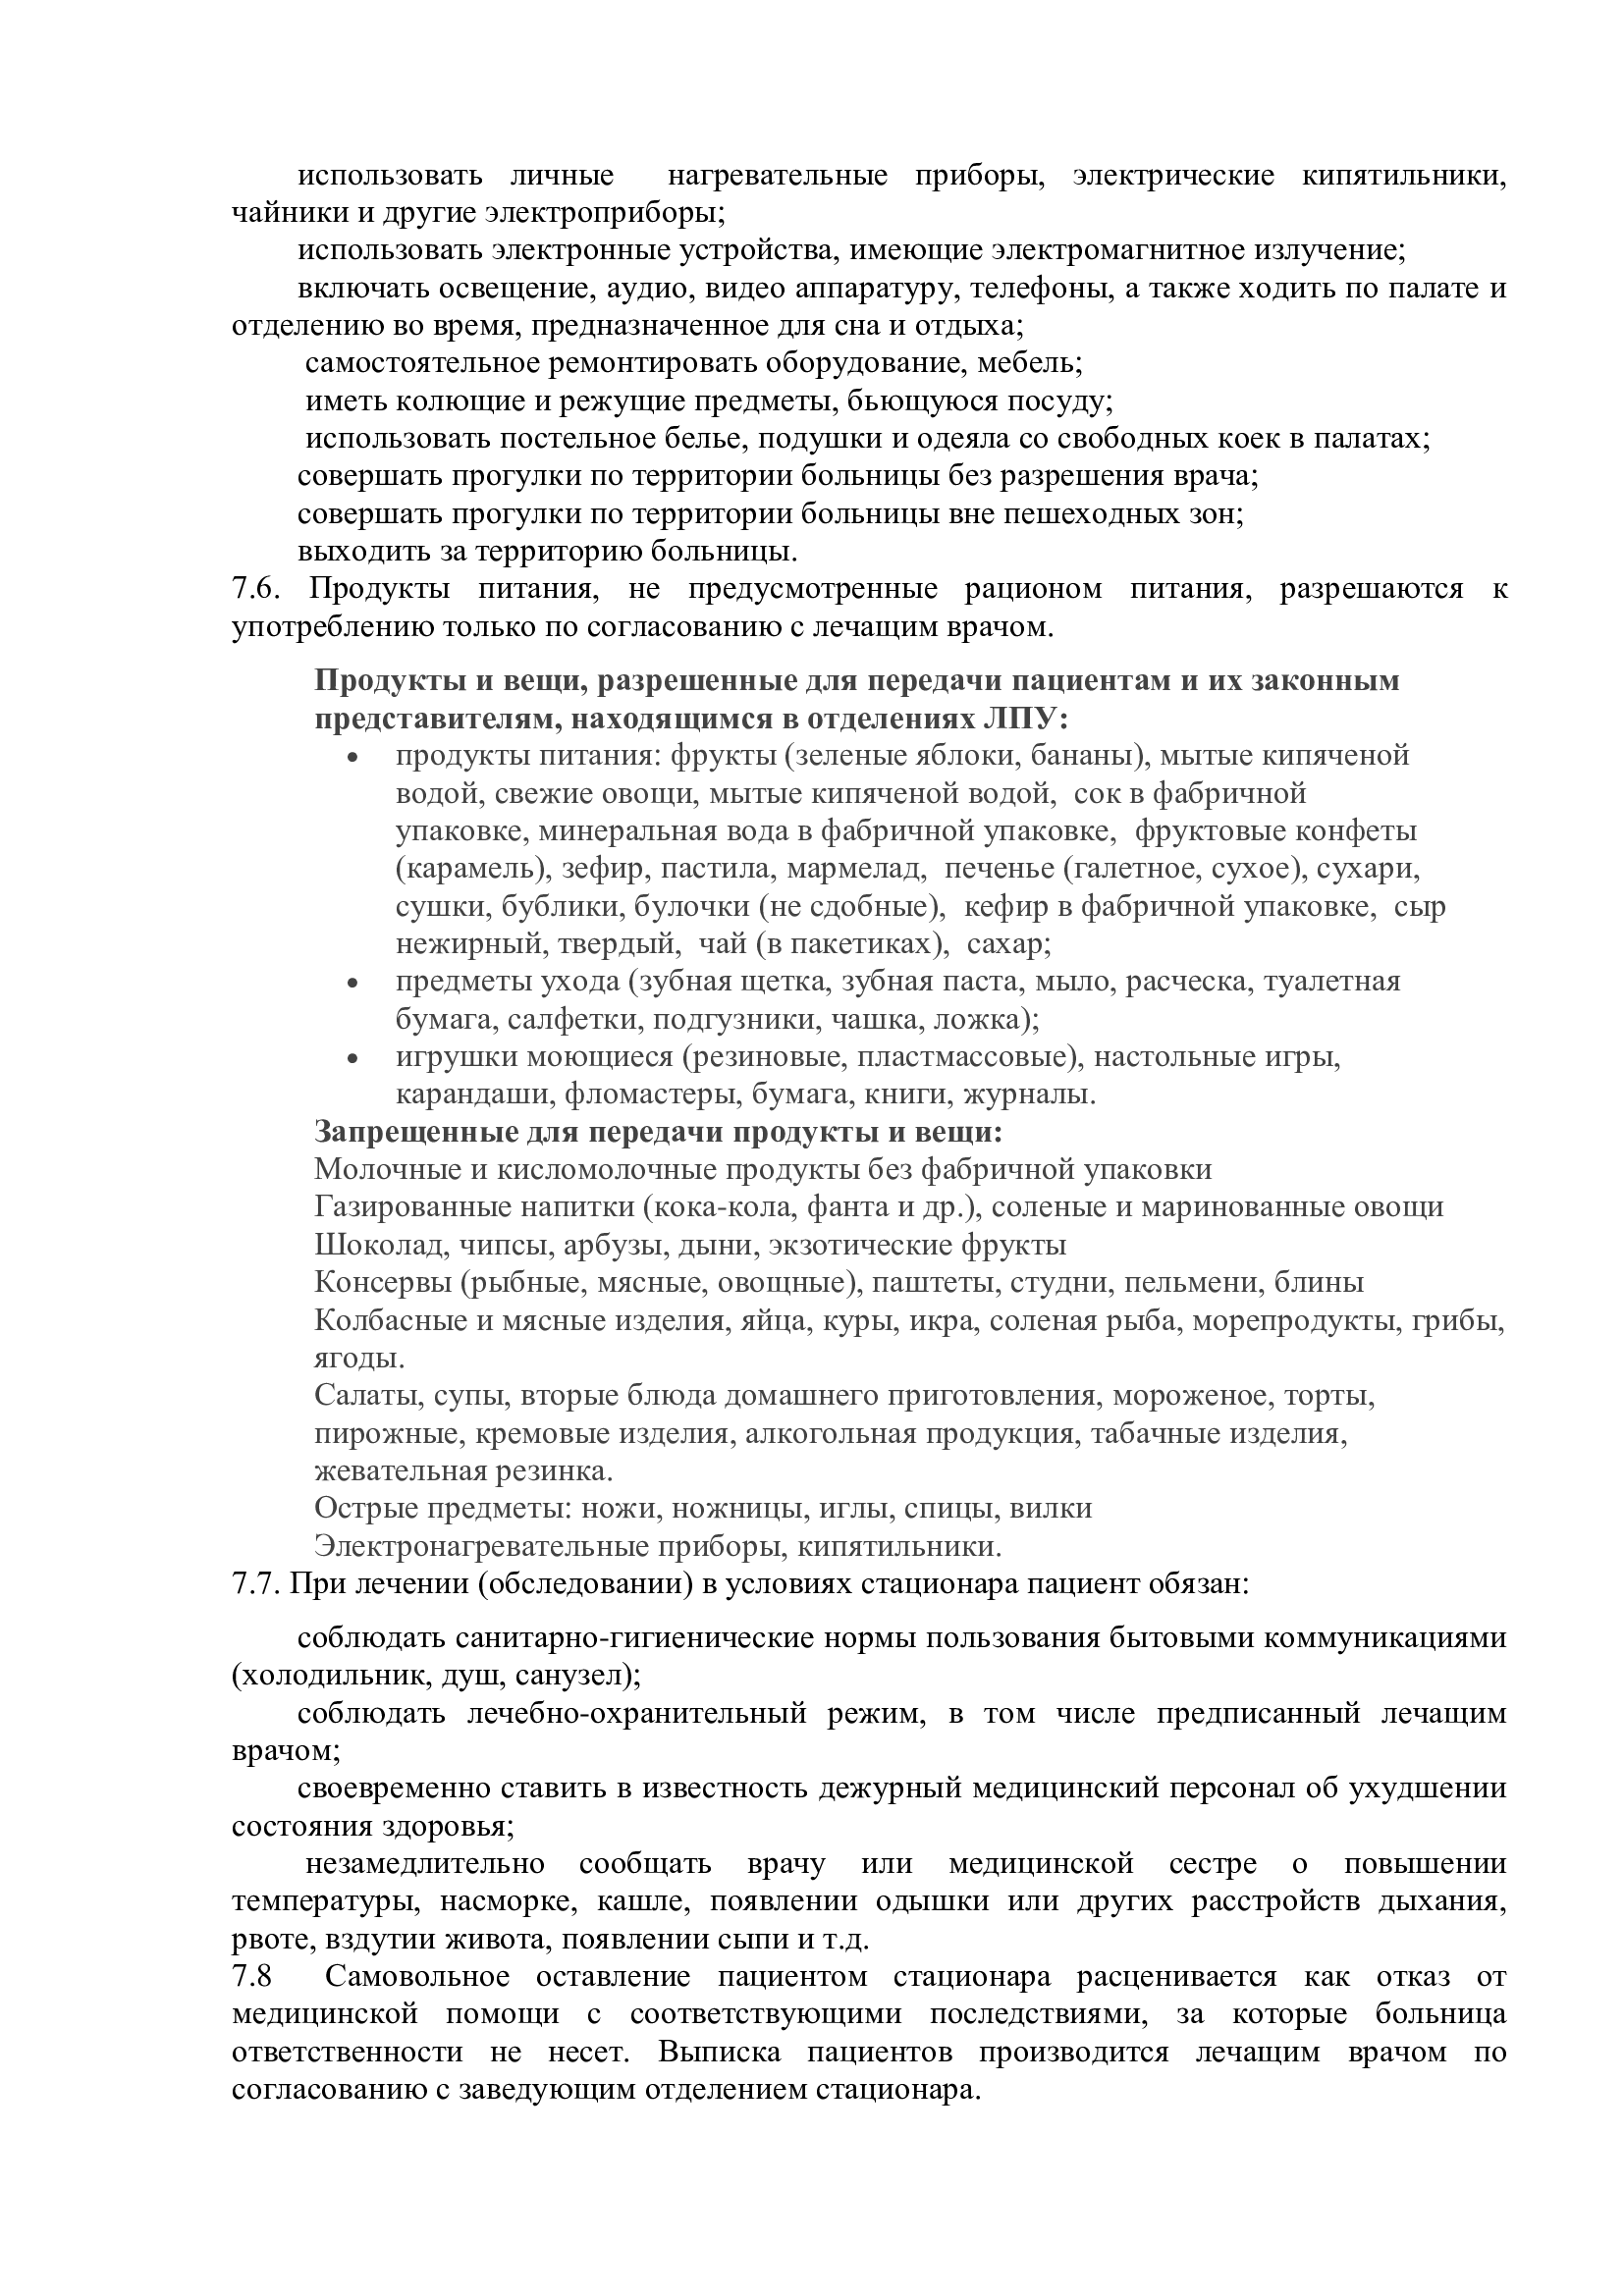 использовать личные нагревательные приборы, электрические кипятильники,
чайники и другие электроприборы;
использовать электронные устройства, имеющие электромагнитное излучение;
включать освещение, аудио, видео аппаратуру, телефоны, а также ходить по палате и
отделению во время, предназначенное для сна и отдыха;
самостоятельное ремонтировать оборудование, мебель;
иметь колющие и режущие предметы, бьющуюся посуду;
использовать постельное белье, подушки и одеяла со свободных коек в палатах;
совершать прогулки по территории больницы без разрешения врача;
совершать прогулки по территории больницы вне пешеходных зон;
выходить за территорию больницы.
7.6. Продукты питания, не предусмотренные рационом питания, разрешаются к
употреблению только по согласованию с лечащим врачом.
Продукты и вещи, разрешенные для передачи пациентам и их законным
представителям, находящимся в отделениях ЛПУ:
• продукты питания: фрукты (зеленые яблоки, бананы), мытые кипяченой
водой, свежие овощи, мытые кипяченой водой, сок в фабричной
упаковке, минеральная вода в фабричной упаковке, фруктовые конфеты
(карамель), зефир, пастила, мармелад, печенье (галетное, сухое), сухари,
сушки, бублики, булочки (не сдобные), кефир в фабричной упаковке, сыр
нежирный, твердый, чай (в пакетиках), сахар;
• предметы ухода (зубная щетка, зубная паста, мыло, расческа, туалетная
бумага, салфетки, подгузники, чашка, ложка);
• игрушки моющиеся (резиновые, пластмассовые), настольные игры,
карандаши, фломастеры, бумага, книги, журналы.
Запрещенные для передачи продукты и вещи:
Молочные и кисломолочные продукты без фабричной упаковки
Газированные напитки (кока-кола, фанта и др.), соленые и маринованные овощи
Шоколад, чипсы, арбузы, дыни, экзотические фрукты
Консервы (рыбные, мясные, овощные), паштеты, студни, пельмени, блины
Колбасные и мясные изделия, яйца, куры, икра, соленая рыба, морепродукты, грибы,
ягоды.
Салаты, супы, вторые блюда домашнего приготовления, мороженое, торты,
пирожные, кремовые изделия, алкогольная продукция, табачные изделия,
жевательная резинка.
Острые предметы: ножи, ножницы, иглы, спицы, вилки
Электронагревательные приборы, кипятильники.
7.7. При лечении (обследовании) в условиях стационара пациент обязан:
соблюдать санитарно-гигиенические нормы пользования бытовыми коммуникациями
(холодильник, душ, санузел);
соблюдать лечебно-охранительный режим, в том числе предписанный лечащим
врачом;
своевременно ставить в известность дежурный медицинский персонал об ухудшении
состояния здоровья;
незамедлительно сообщать врачу или медицинской сестре о повышении
температуры, насморке, кашле, появлении одышки или других расстройств дыхания,
рвоте, вздутии живота, появлении сыпи и т.д.
7.8 Самовольное оставление пациентом стационара расценивается как отказ от
медицинской помощи с соответствующими последствиями, за которые больница
ответственности не несет. Выписка пациентов производится лечащим врачом по
согласованию с заведующим отделением стационара.